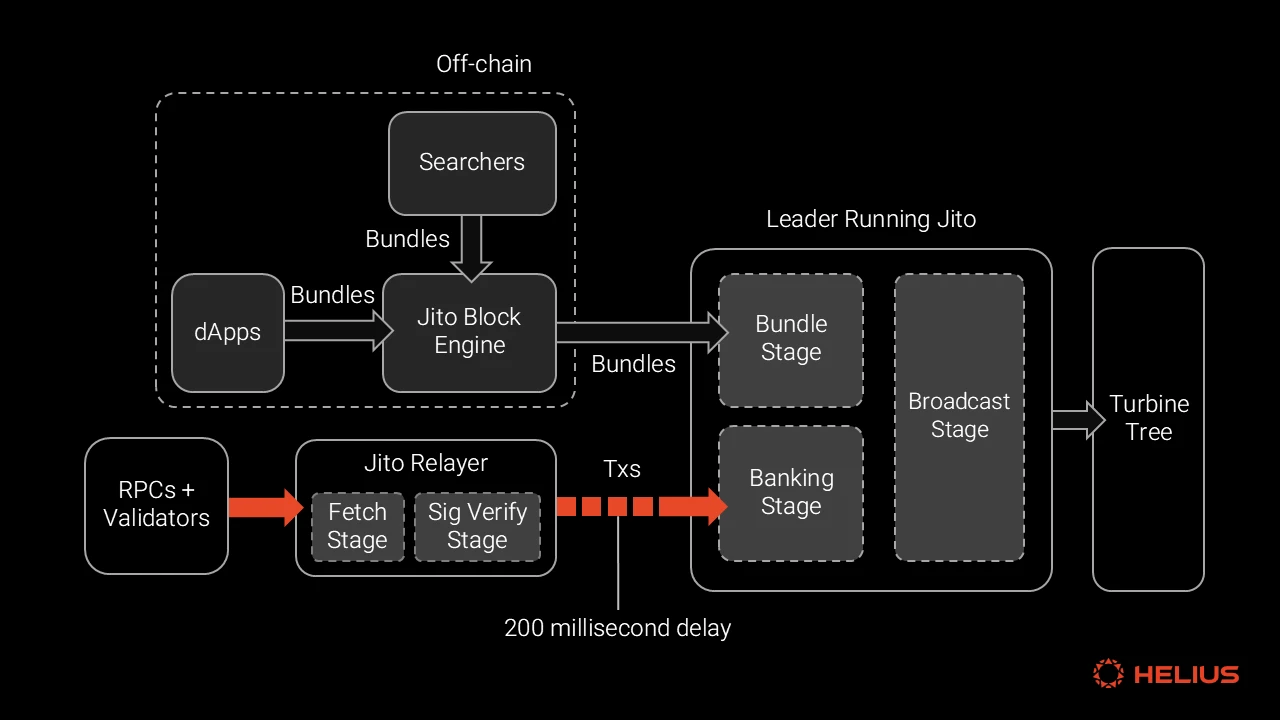 Off-chain
Searchers
Bundles
Bundles
dApps
Jito Block
Engine
Bundles
Leader Running Jito
Bundle
Stage
Banking
Stage
Broadcast
Stage
Turbine
Tree
RPCs +
Validators
Jito Relayer
Fetch
Stage
Sig Verify
Stage
Txs
200 millisecond delay
HELIUS